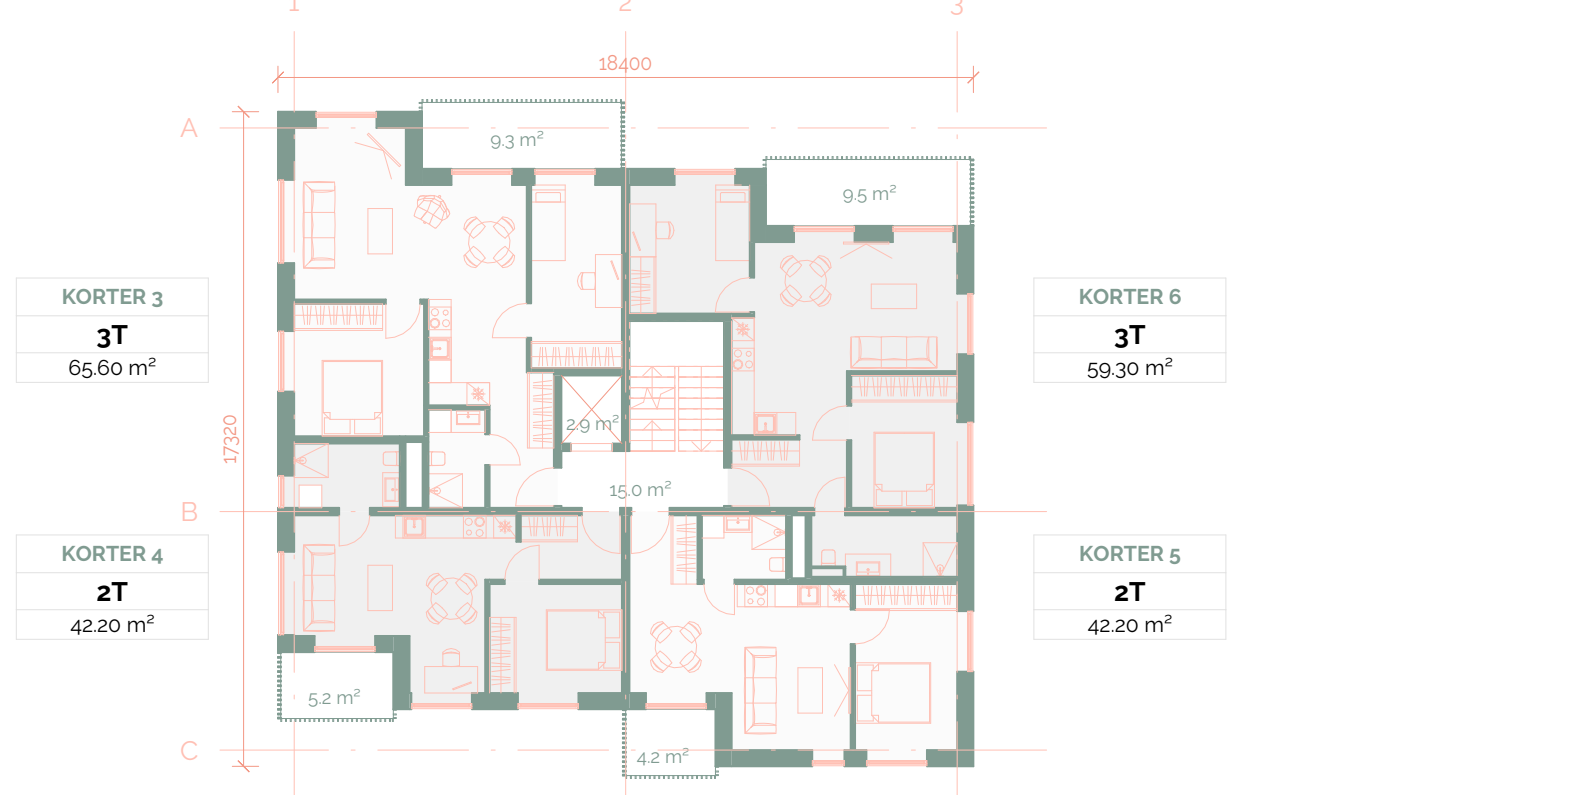 1
2
3
18400
A
9.3 m²
9.5 m²
KORTER 3
3T
65.60 m²
KORTER 6
3T
59.30 m²
17320
2.9 m²
15.0 m²
B
KORTER 4
2T
42.20 m²
KORTER 5
2T
42.20 m²
5.2 m²
4.2 m²
C